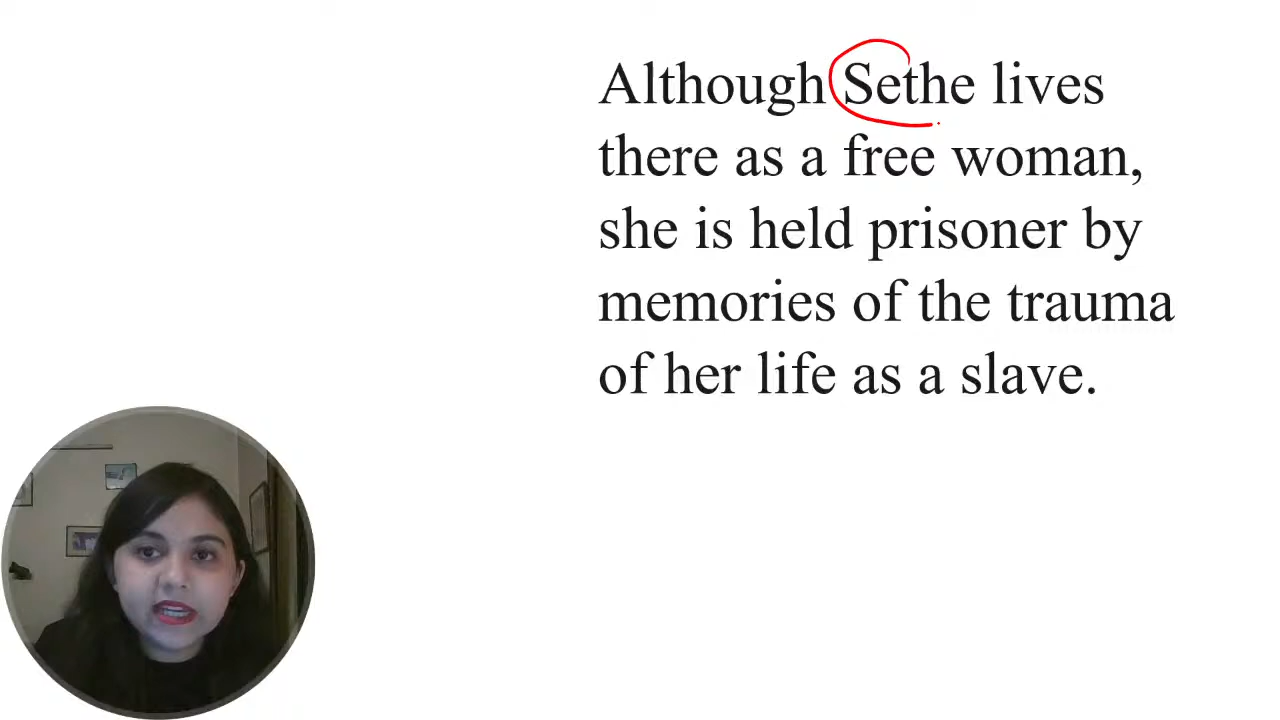 Although Sethe lives
there as a free woman,
she is held prisoner by
memories of the trauma
of her life as a slave.